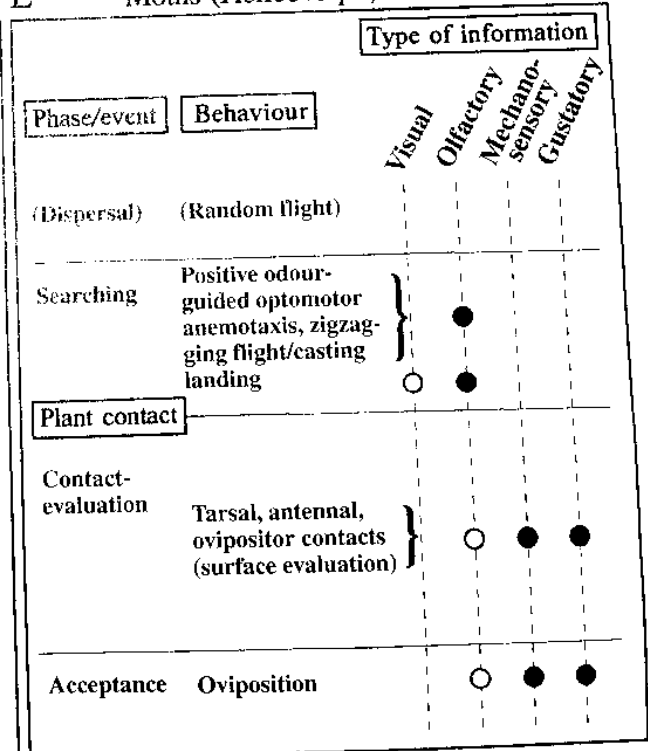 Type of information
Phase/event Behaviour
Visual
Olfactory
Mechano-
sensory
Gustatory
(Dispersal) (Random flight)
Searching
Positive odour-
guided optomotor
anemotaxis, zigzag-
ging flight/casting
landing
Plant contact
Contact-
evaluation
Tarsal, antennal,
ovipositor contacts
(surface evaluation)
Acceptance Oviposition